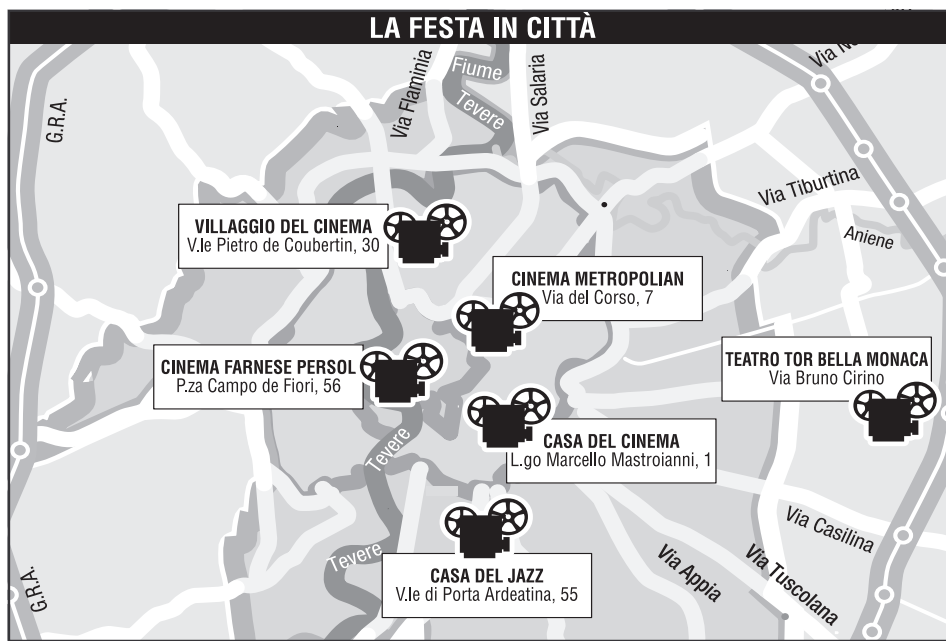 LA FESTA IN CITTÀ
G.R.A.
Via Flaminia
Fiume
Tevere
Via Salaria
Via Tiburtina
Aniene
VILLAGGIO DEL CINEMA
V.le Pietro de Coubertin, 30
CINEMA METROPOLIAN
Via del Corso, 7
CINEMA FARNESE PERSOL
P.za Campo de Fiori, 56
TEATRO TOR BELLA MONACA
Via Bruno Cirino
CASA DEL CINEMA
L.go Marcello Mastroianni, 1
Tevere
Tevere
CASA DEL JAZZ
V.le di Porta Ardeatina, 55
Via Casilina
Via Appia
Via Tuscolana
G.R.A.